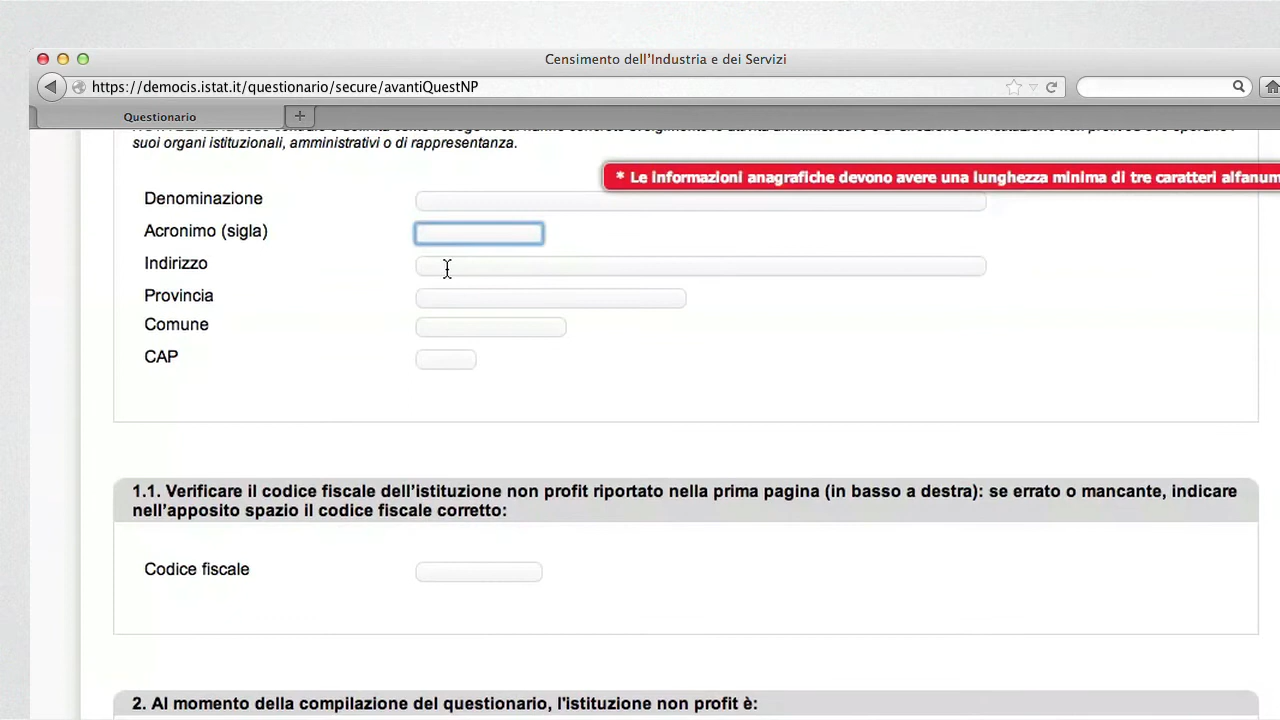 Censimento dell'Industria e dei Servizi
https://democis.istat.it/questionario/secure/avantiQuestNP
Questionario
suoi organi istituzionali, amministrativi o di rappresentanza.
* Le informazioni anagrafiche devono avere una lunghezza minima di tre caratteri alfanum
Denominazione
Acronimo (sigla)
Indirizzo
Provincia
Comune
CAP
1.1. Verificare il codice fiscale dell'istituzione non profit riportato nella prima pagina (in basso a destra): se errato o mancante, indicare
nell'apposito spazio il codice fiscale corretto:
Codice fiscale
2. Al momento della compilazione del questionario, l'istituzione non profit è: